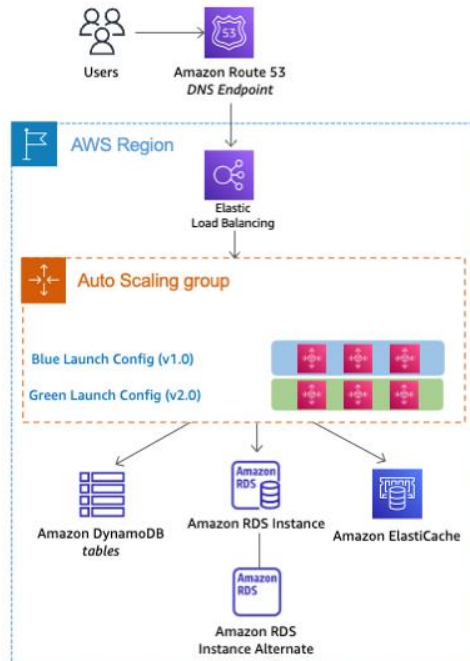 53
Users
Amazon Route 53
DNS Endpoint
AWS Region
Elastic
Load Balancing
Auto Scaling group
Blue Launch Config (v1.0)
Green Launch Config (v2.0)
Amazon
RDS
Amazon DynamoDB
tables
Amazon RDS Instance
Amazon ElastiCache
Amazon
RDS
Amazon RDS
Instance Alternate